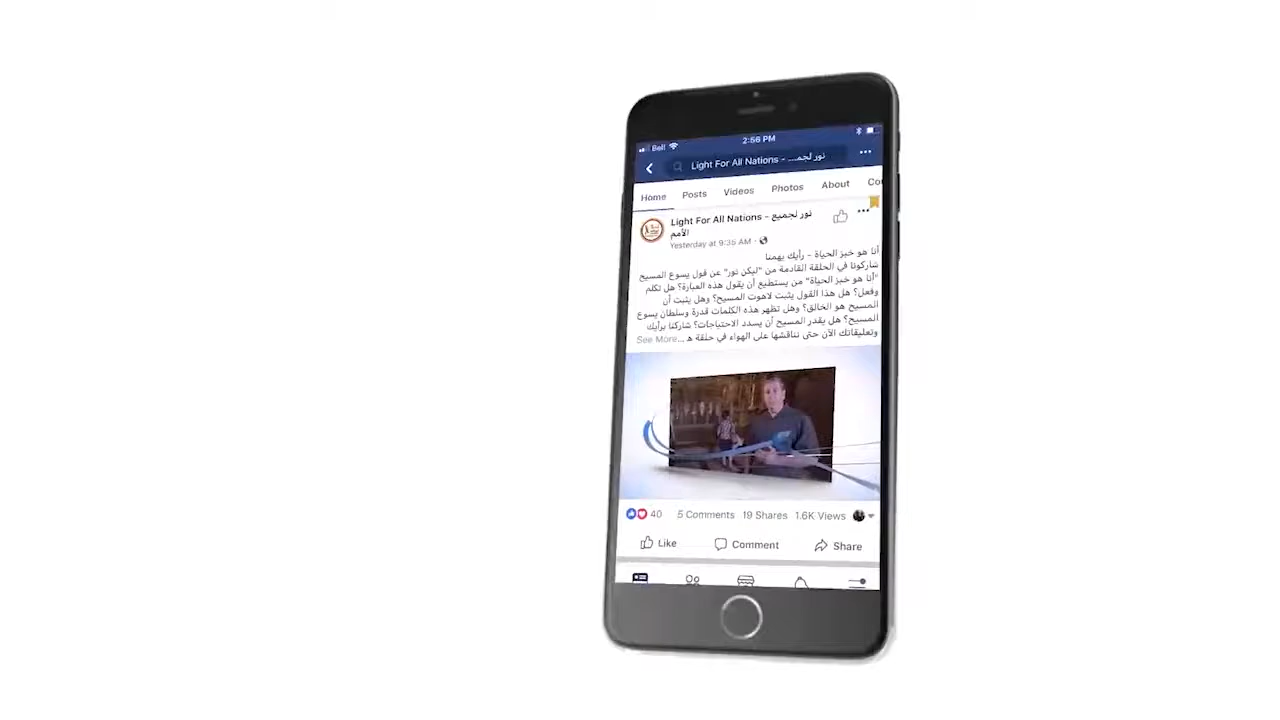 Bell
2:56 PM
Light For All Nations - نور لجمـ...
Home Posts Videos Photos About Co
Light For All Nations - نور لجميع
الأمم
Yesterday at 9:35 AM
أنا هو خبز الحياة - رأيك يهمنا
شاركونا في الحلقة القادمة من "ليكن نور" عن قول يسوع المسيح
"أنا هو خبز الحياة" من يستطيع أن يقول هذه العبارة؟ هل تكلم
وفعل؟ هل هذا القول يثبت لاهوت المسيح؟ وهل يثبت أن
المسيح هو الخالق؟ وهل تظهر هذه الكلمات قدرة وسلطان يسوع
المسيح؟ هل يقدر المسيح أن يسدد الاحتياجات؟ شاركنا برأيك
وتعليقاتك الآن حتى نناقشها على الهواء في حلقة هـ ...See More
40 5 Comments 19 Shares 1.6K Views
Like Comment Share